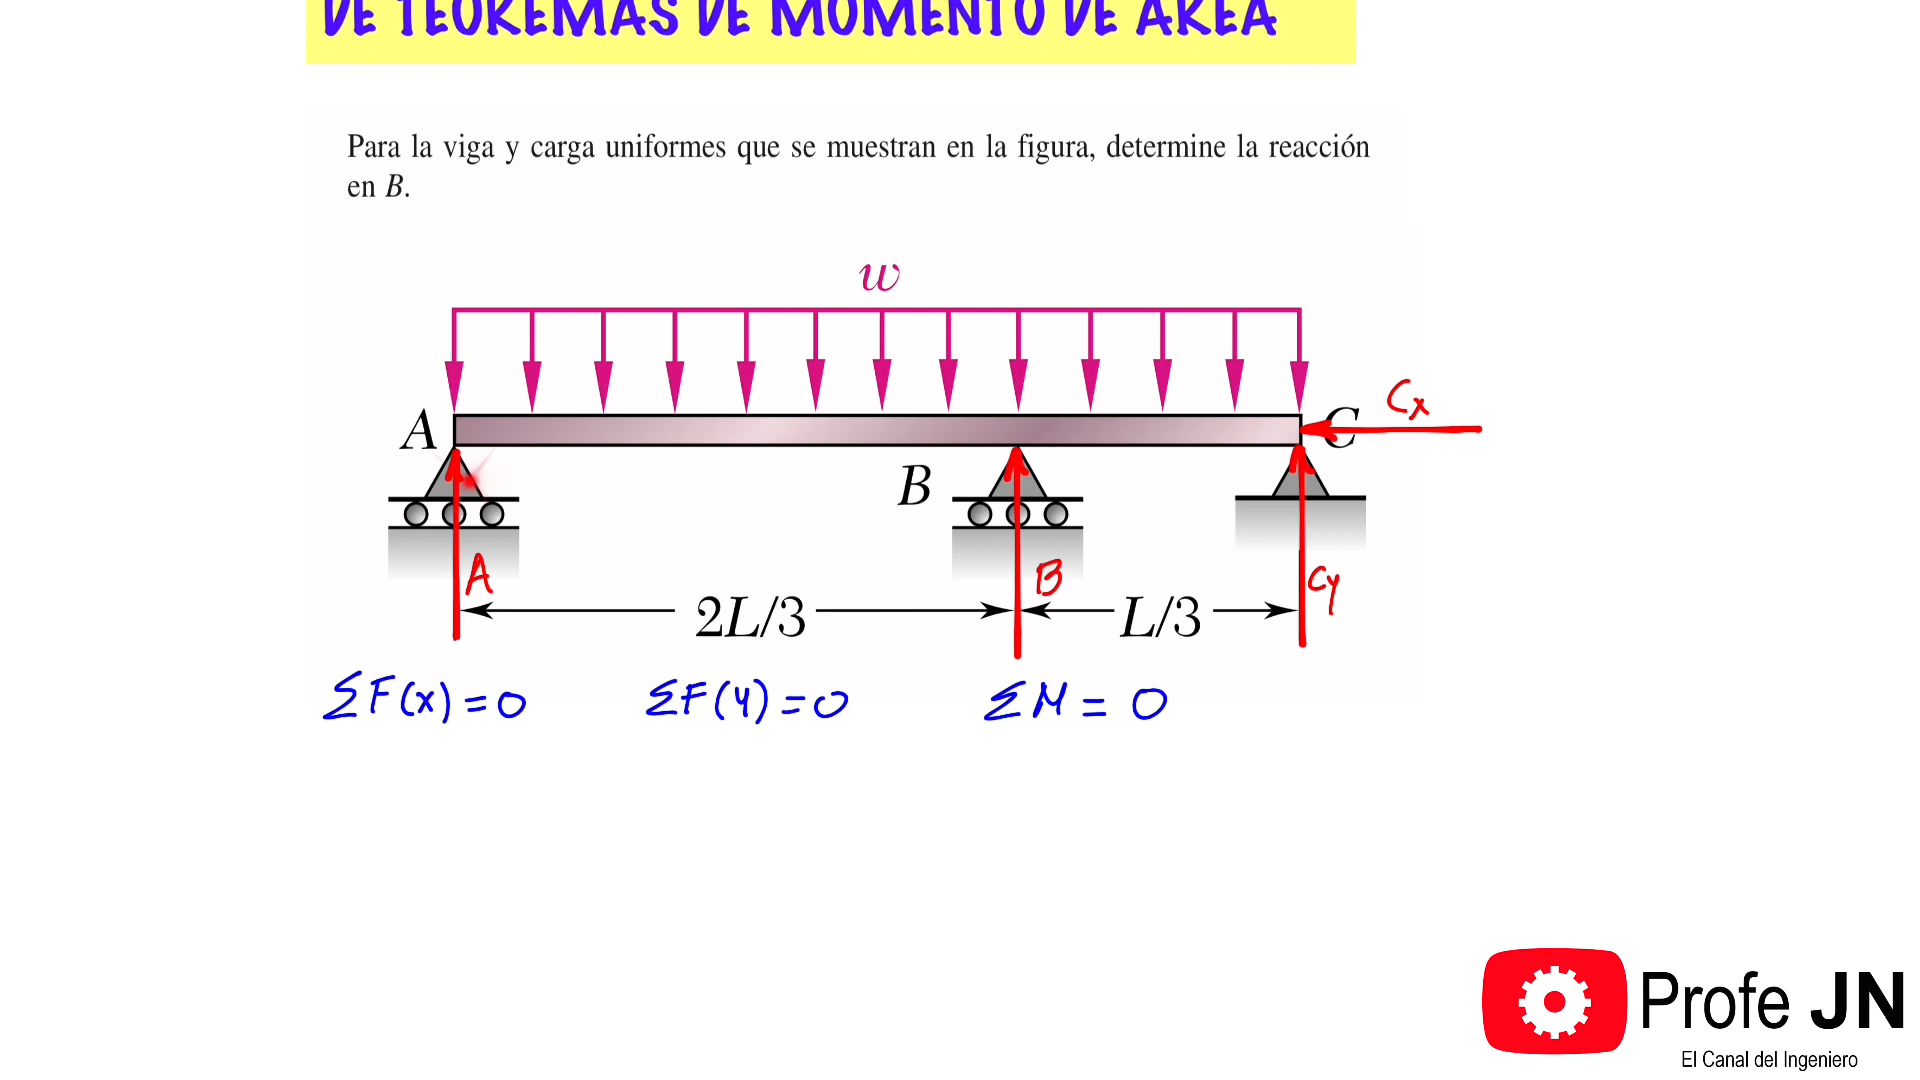 DE TEOREMAS DE MOMENTO DE ÁREA
Para la viga y carga uniformes que se muestran en la figura, determine la reacción
en B.
w
A
C
Cx
B
A
B
Cy
2L/3
L/3
ΣF(x)=0 ΣF(y)=0 ΣM = 0
Profe JN
El Canal del Ingeniero